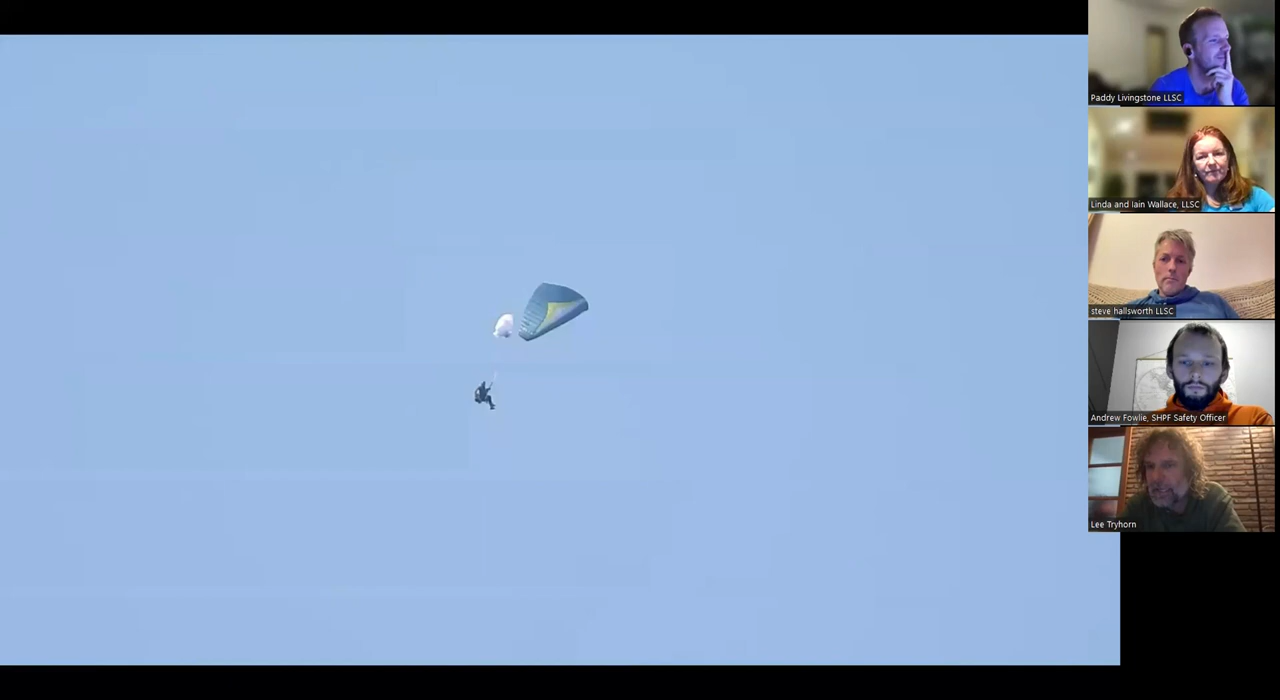 Paddy Livingstone LLSC
Linda and Iain Wallace, LLSC
steve hallsworth LLSC
Andrew Fowlie, SHPF Safety Officer
Lee Tryhorn